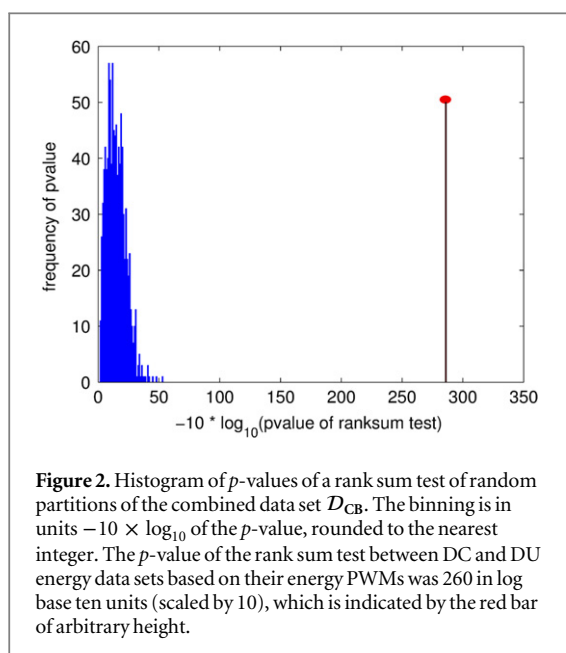 60
50
40
30
20
10
0
frequency of pvalue
0 50 100 150 200 250 300 350
−10 * log10(pvalue of ranksum test)
Figure 2. Histogram of p-values of a rank sum test of random
partitions of the combined data set 𝒟CB. The binning is in
units −10 × log10 of the p-value, rounded to the nearest
integer. The p-value of the rank sum test between DC and DU
energy data sets based on their energy PWMs was 260 in log
base ten units (scaled by 10), which is indicated by the red bar
of arbitrary height.